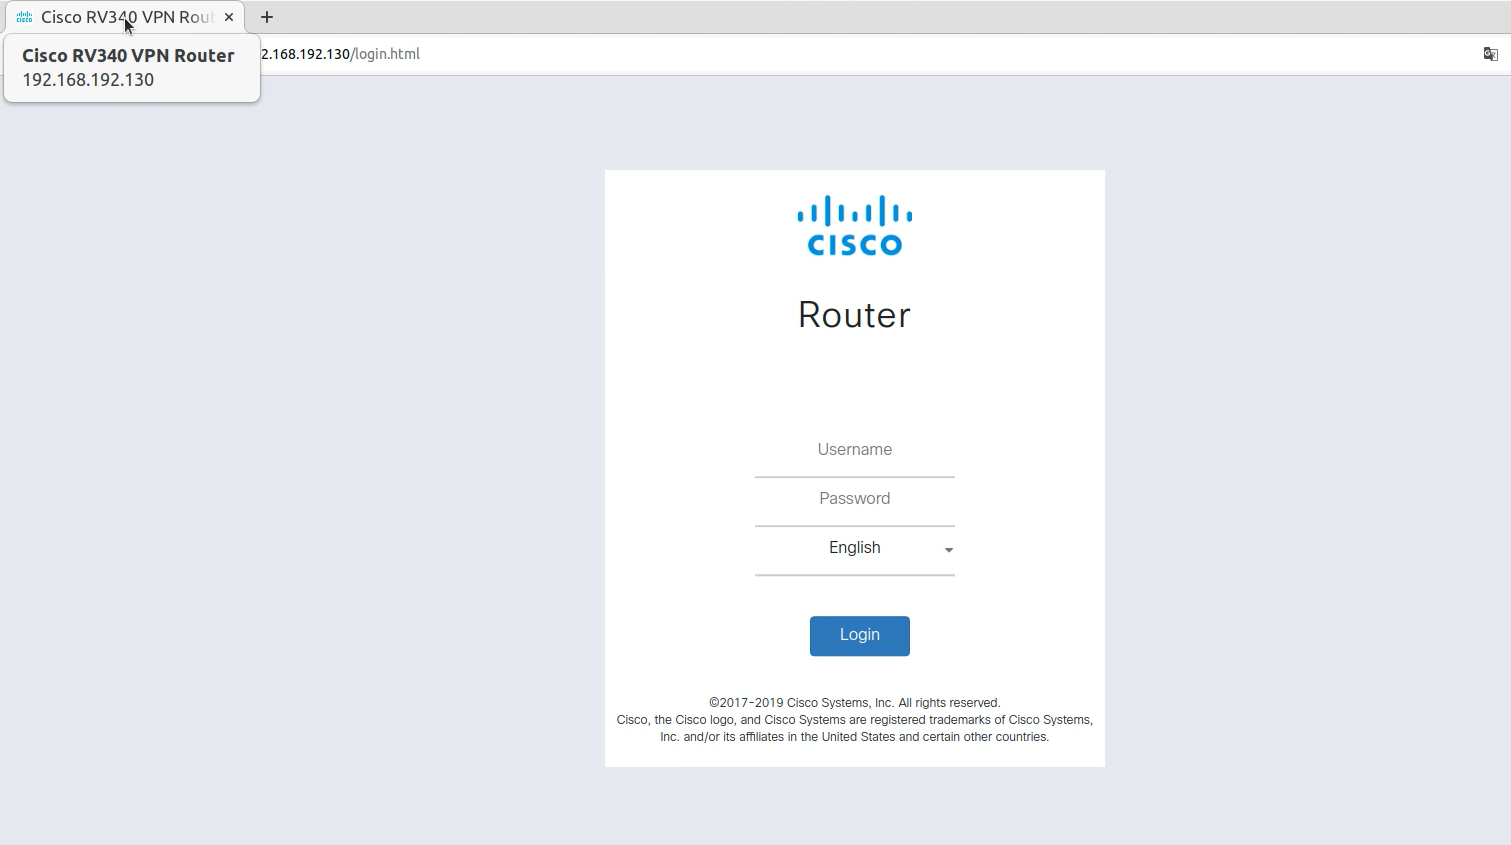 Cisco RV340 VPN Rout
Cisco RV340 VPN Router
192.168.192.130
2.168.192.130/login.html
CISCO
Router
Username
Password
English
Login
©2017-2019 Cisco Systems, Inc. All rights reserved.
Cisco, the Cisco logo, and Cisco Systems are registered trademarks of Cisco Systems,
Inc. and/or its affiliates in the United States and certain other countries.